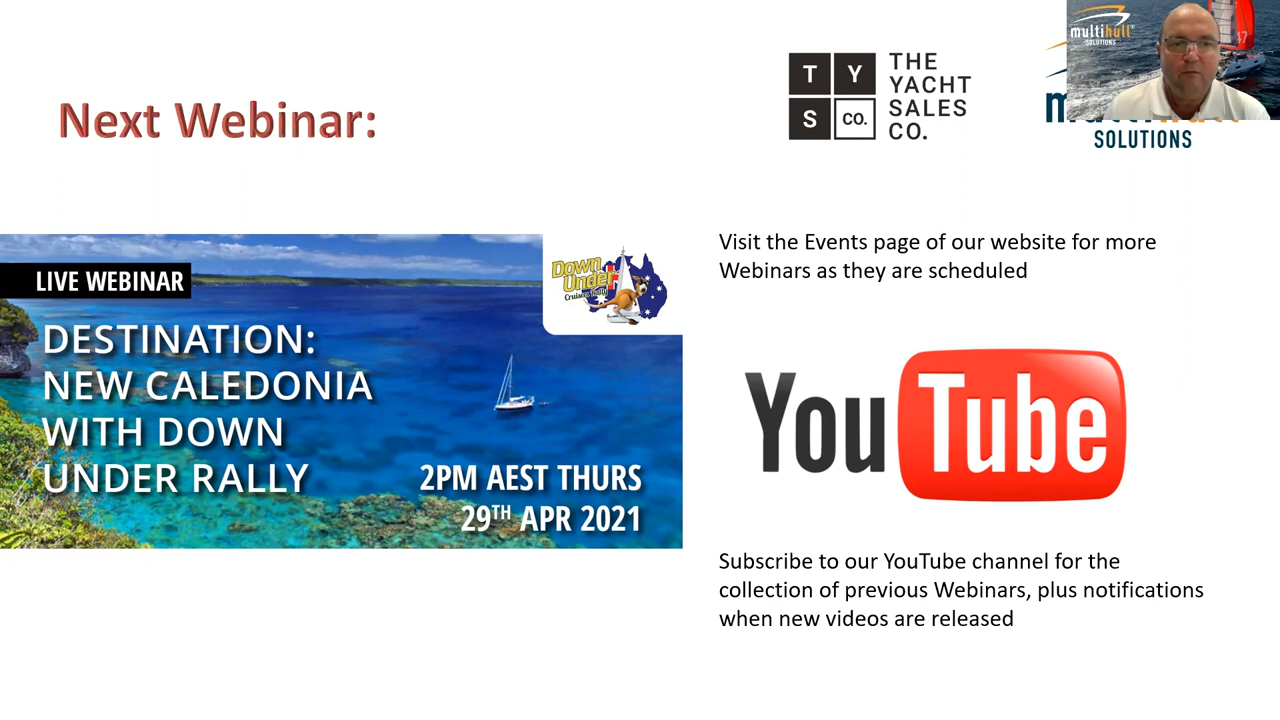 Next Webinar:
T Y
S CO.
THE
YACHT
SALES
CO.
multihull
SOLUTIONS
47
SOLUTIONS
LIVE WEBINAR
DESTINATION:
NEW CALEDONIA
WITH DOWN
UNDER RALLY
Down
Under
Cruisers Rally
2PM AEST THURS
29TH APR 2021
Visit the Events page of our website for more
Webinars as they are scheduled
YouTube
Subscribe to our YouTube channel for the
collection of previous Webinars, plus notifications
when new videos are released